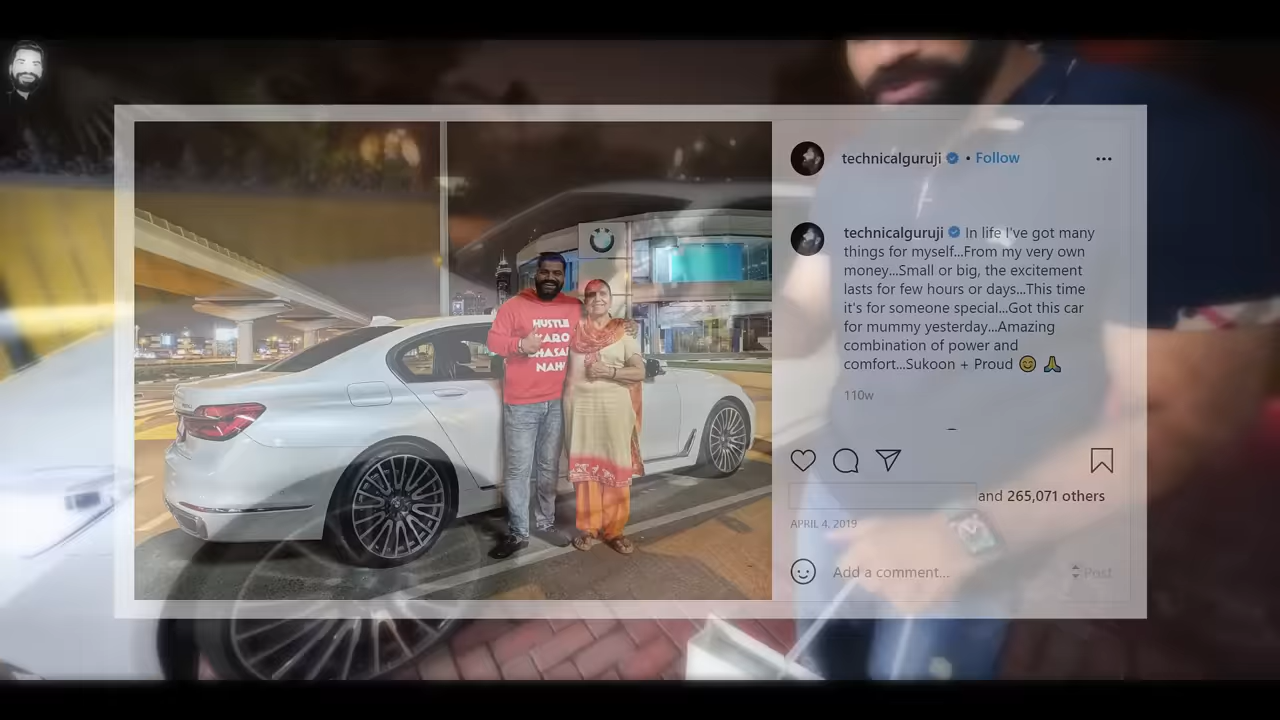 technicalguruji • Follow
technicalguruji In life I've got many
things for myself...From my very own
money...Small or big, the excitement
lasts for few hours or days...This time
it's for someone special...Got this car
for mummy yesterday...Amazing
combination of power and
comfort...Sukoon + Proud 😊 🙏
110w
and 265,071 others
APRIL 4, 2019
Add a comment...
Post
HUSTLE
KARO
NAHI